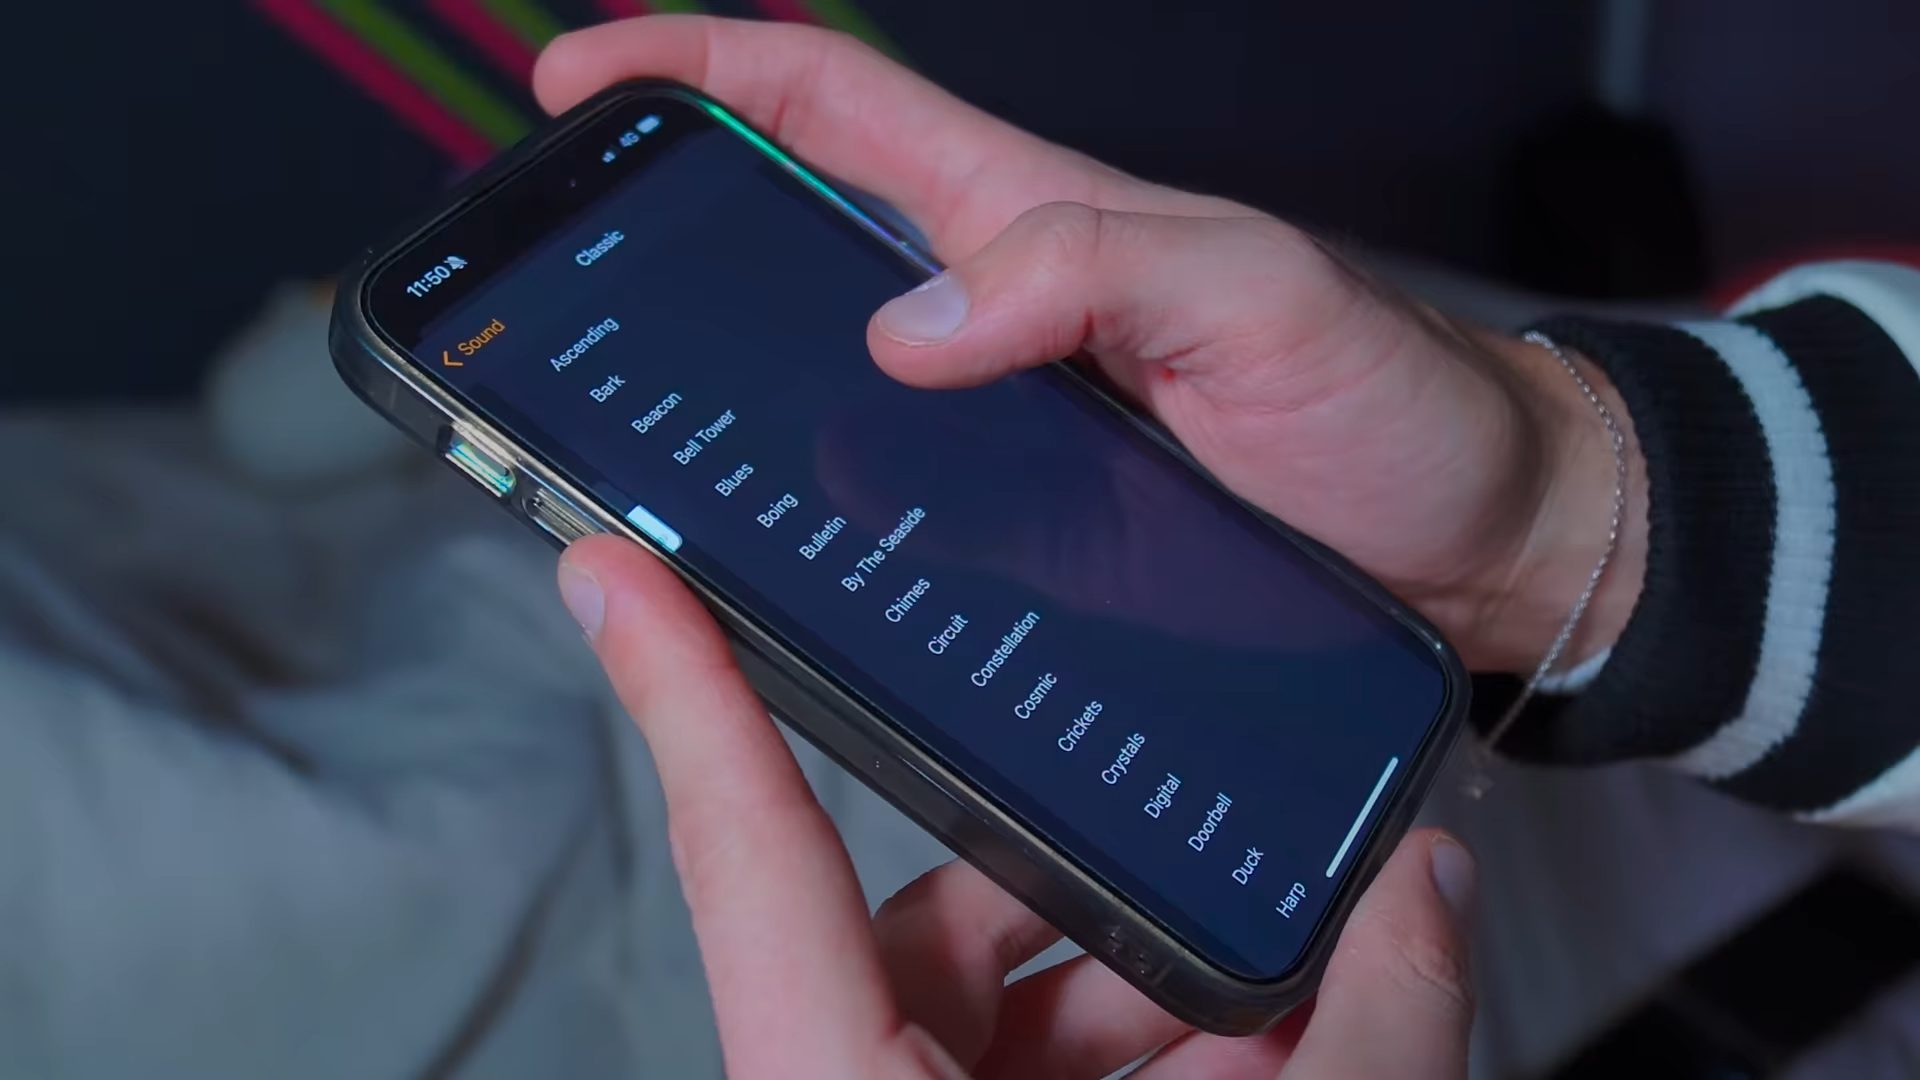 11:50
4G
Sound
Classic
Ascending
Bark
Beacon
Bell Tower
Blues
Boing
Bulletin
By The Seaside
Chimes
Circuit
Constellation
Cosmic
Crickets
Crystals
Digital
Doorbell
Duck
Harp